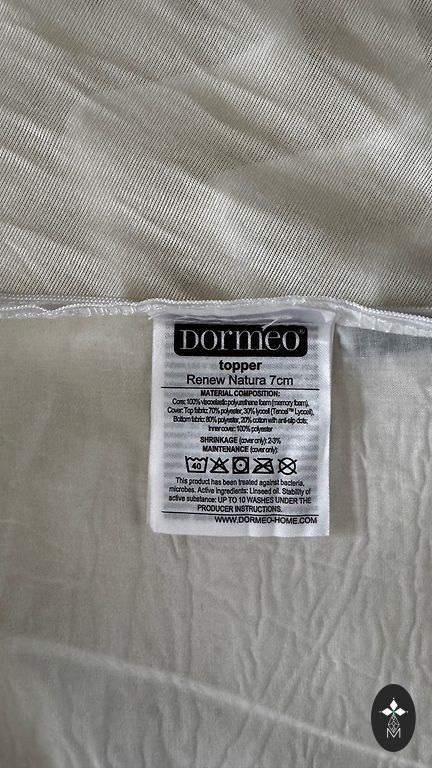 DORMEO®
topper
Renew Natura 7cm
MATERIAL COMPOSITION:
Core: 100% viscoelastic polyurethane foam (memory foam).
Cover: Top fabric: 70% polyester, 30% lyocell (Tencel™ Lyocell),
Bottom fabric: 80% polyester, 20% cotton with anti-slip dots;
Inner cover: 100% polyester
SHRINKAGE (cover only): 2-3%
MAINTENANCE (cover only):
40
This product has been treated against bacteria,
microbes. Active ingredients: Linseed oil. Stability of
active substance: UP TO 10 WASHES UNDER THE
PRODUCER INSTRUCTIONS.
WWW.DORMEO-HOME.COM
M